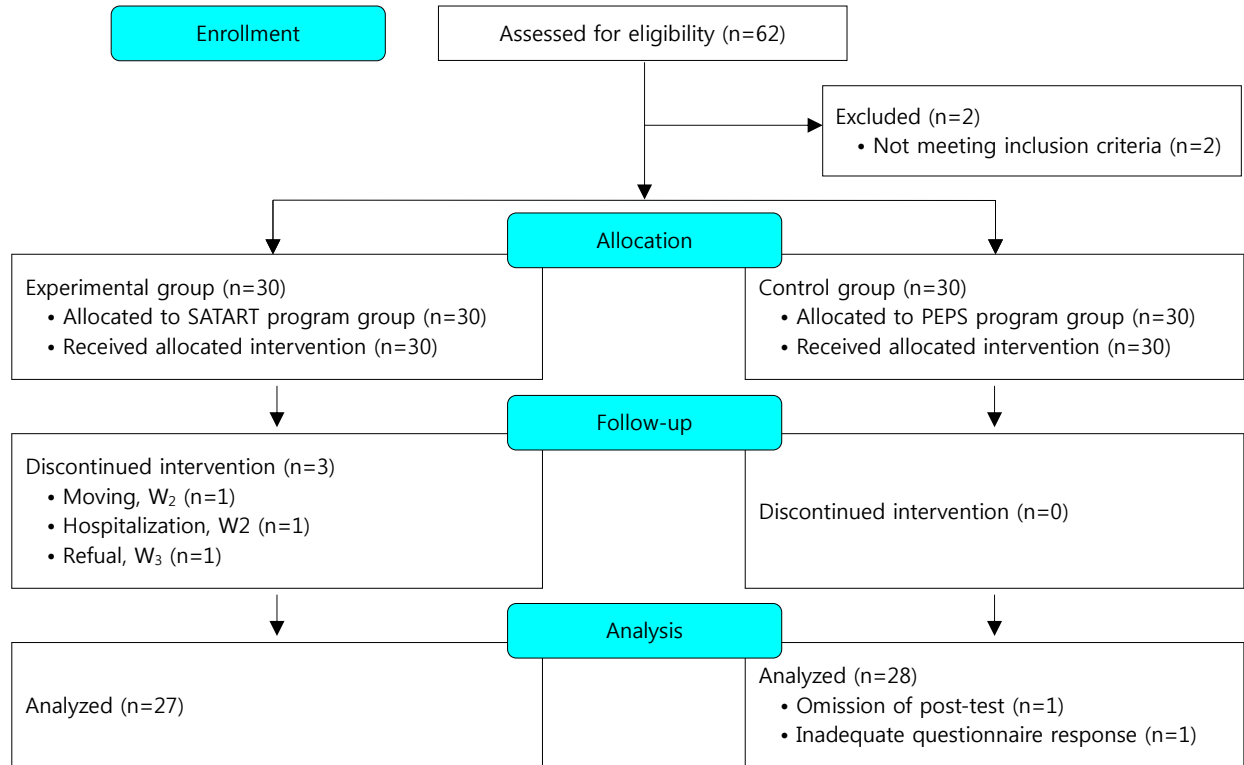 Enrollment
Assessed for eligibility (n=62)
Excluded (n=2)
• Not meeting inclusion criteria (n=2)
Allocation
Experimental group (n=30)
• Allocated to SATART program group (n=30)
• Received allocated intervention (n=30)
Control group (n=30)
• Allocated to PEPS program group (n=30)
• Received allocated intervention (n=30)
Follow-up
Discontinued intervention (n=3)
• Moving, W₂ (n=1)
• Hospitalization, W2 (n=1)
• Refual, W₃ (n=1)
Discontinued intervention (n=0)
Analysis
Analyzed (n=27)
Analyzed (n=28)
• Omission of post-test (n=1)
• Inadequate questionnaire response (n=1)